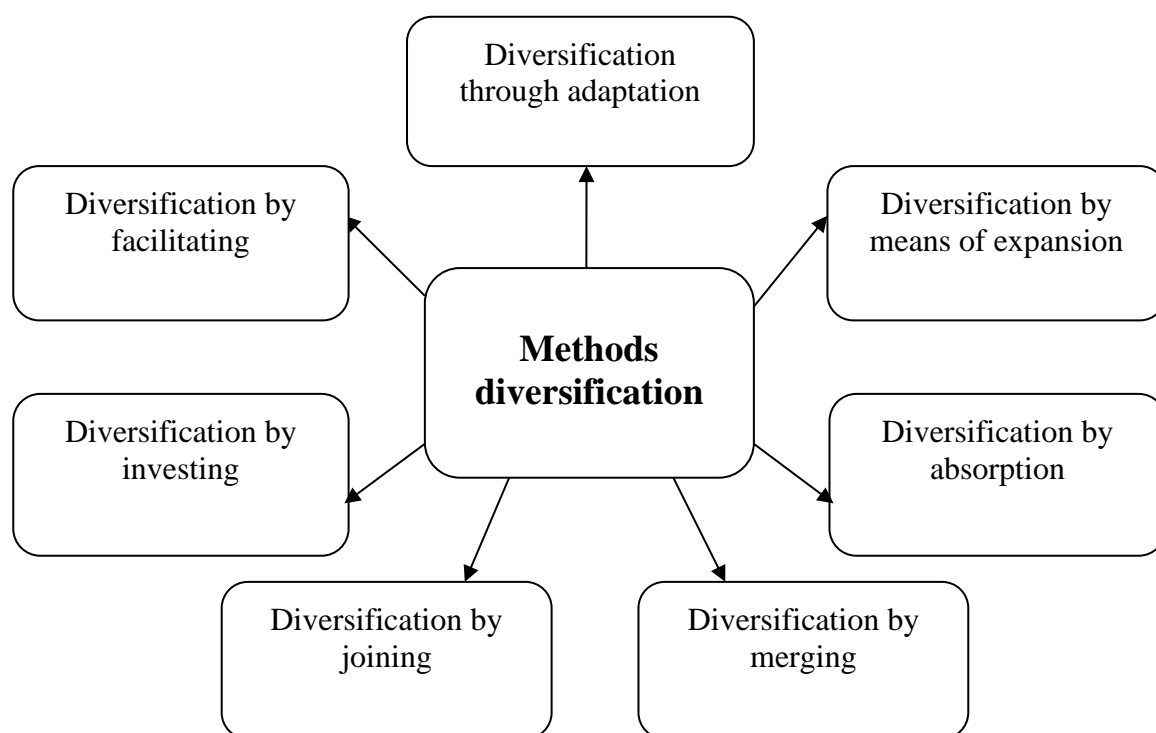 Diversification
through adaptation
Diversification by
facilitating
Diversification by
means of expansion
Methods
diversification
Diversification by
investing
Diversification by
absorption
Diversification by
joining
Diversification by
merging